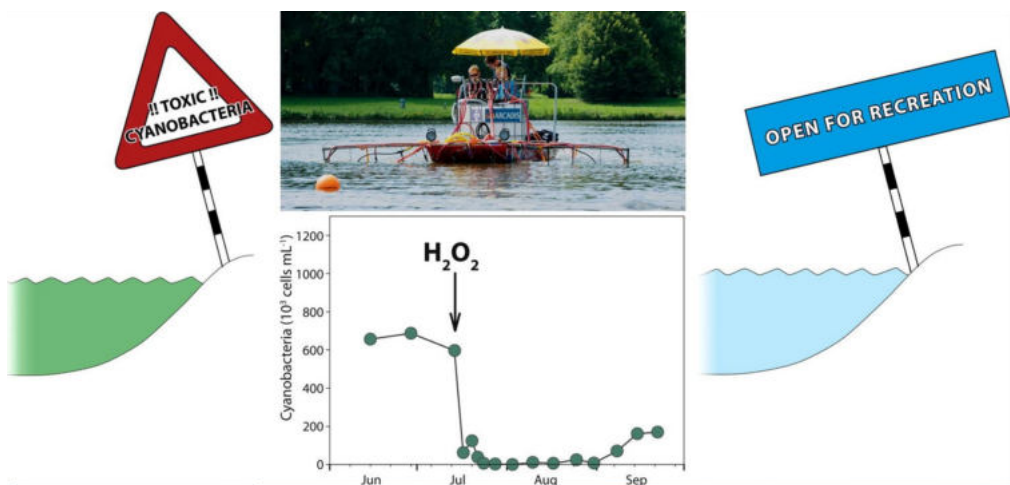 !! TOXIC !!
CYANOBACTERIA
ARCADIS
OPEN FOR RECREATION
Cyanobacteria (10³ cells mL⁻¹)
1200
1000
800
600
400
200
0
H₂O₂
Jun
Jul
Aug
Sep